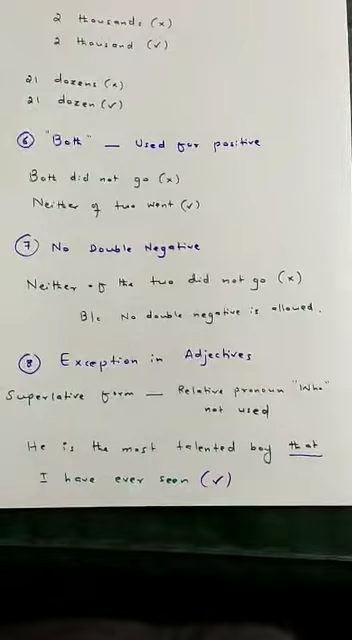 2 thousands (x)
2 thousand (✓)
21 dozens (x)
21 dozen (✓)
⑥ "Both" — Used for positive
Both did not go (x)
Neither of two went (✓)
⑦ No Double Negative
Neither of the two did not go (x)
B/c No double negative is allowed.
⑧ Exception in Adjectives
Superlative form — Relative pronoun "Who"
not used
He is the most talented boy that
I have ever seen (✓)